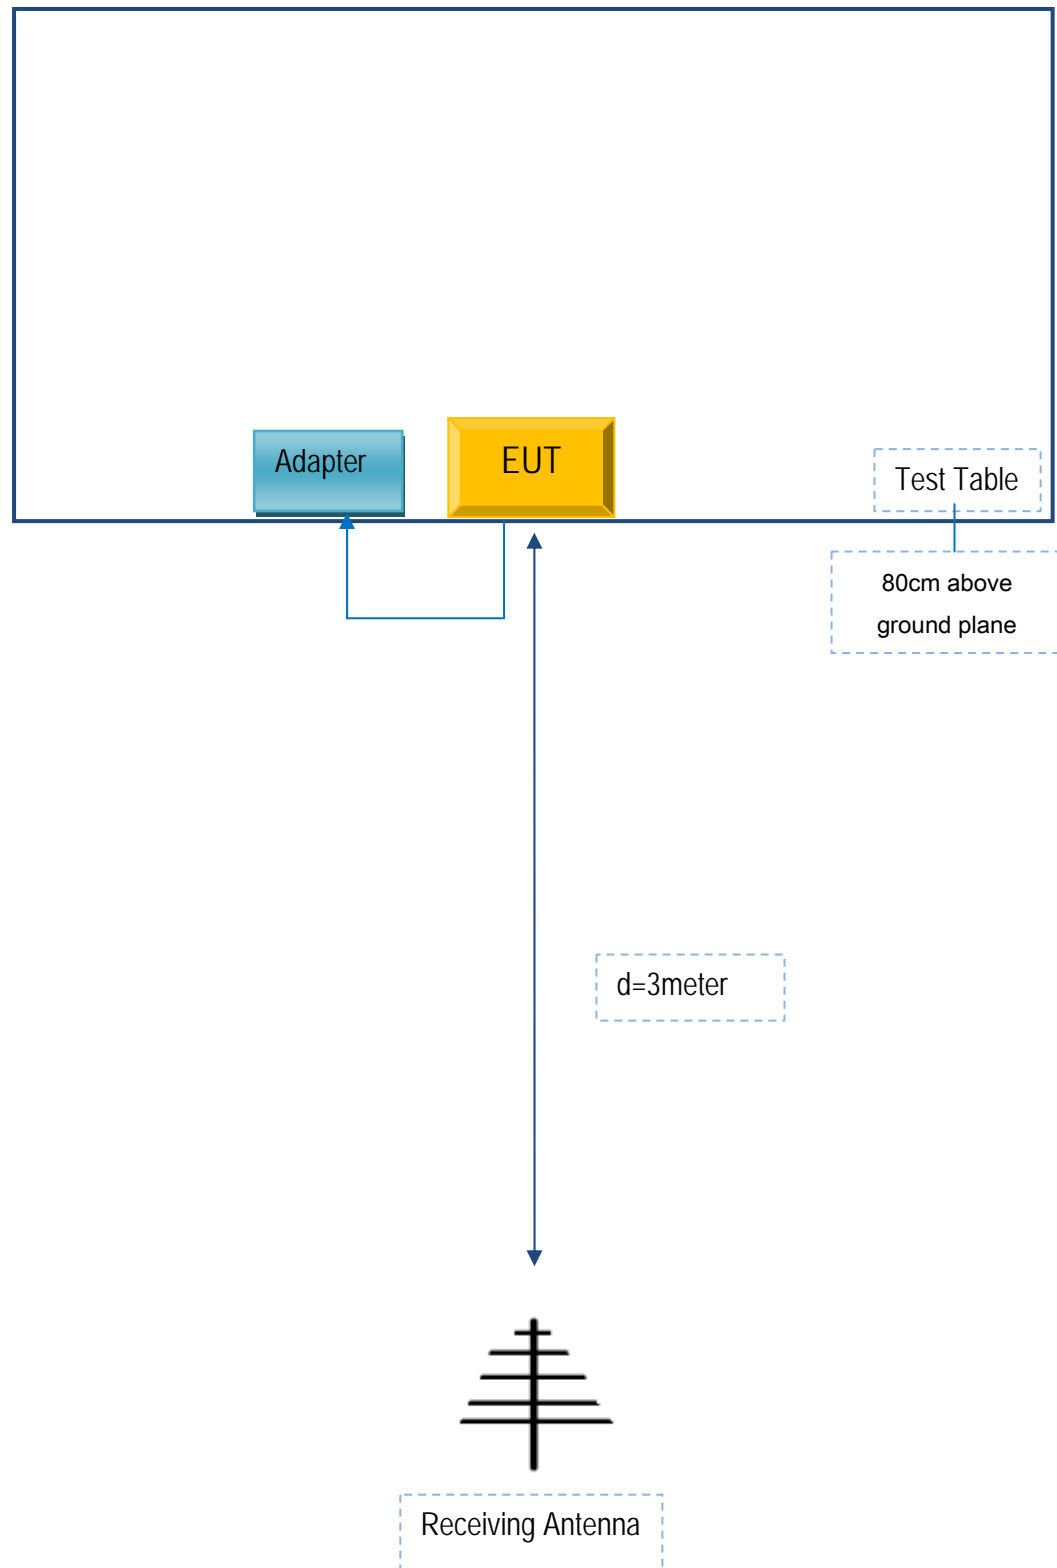 Adapter
EUT
Test Table
80cm above
ground plane
d=3meter
Receiving Antenna